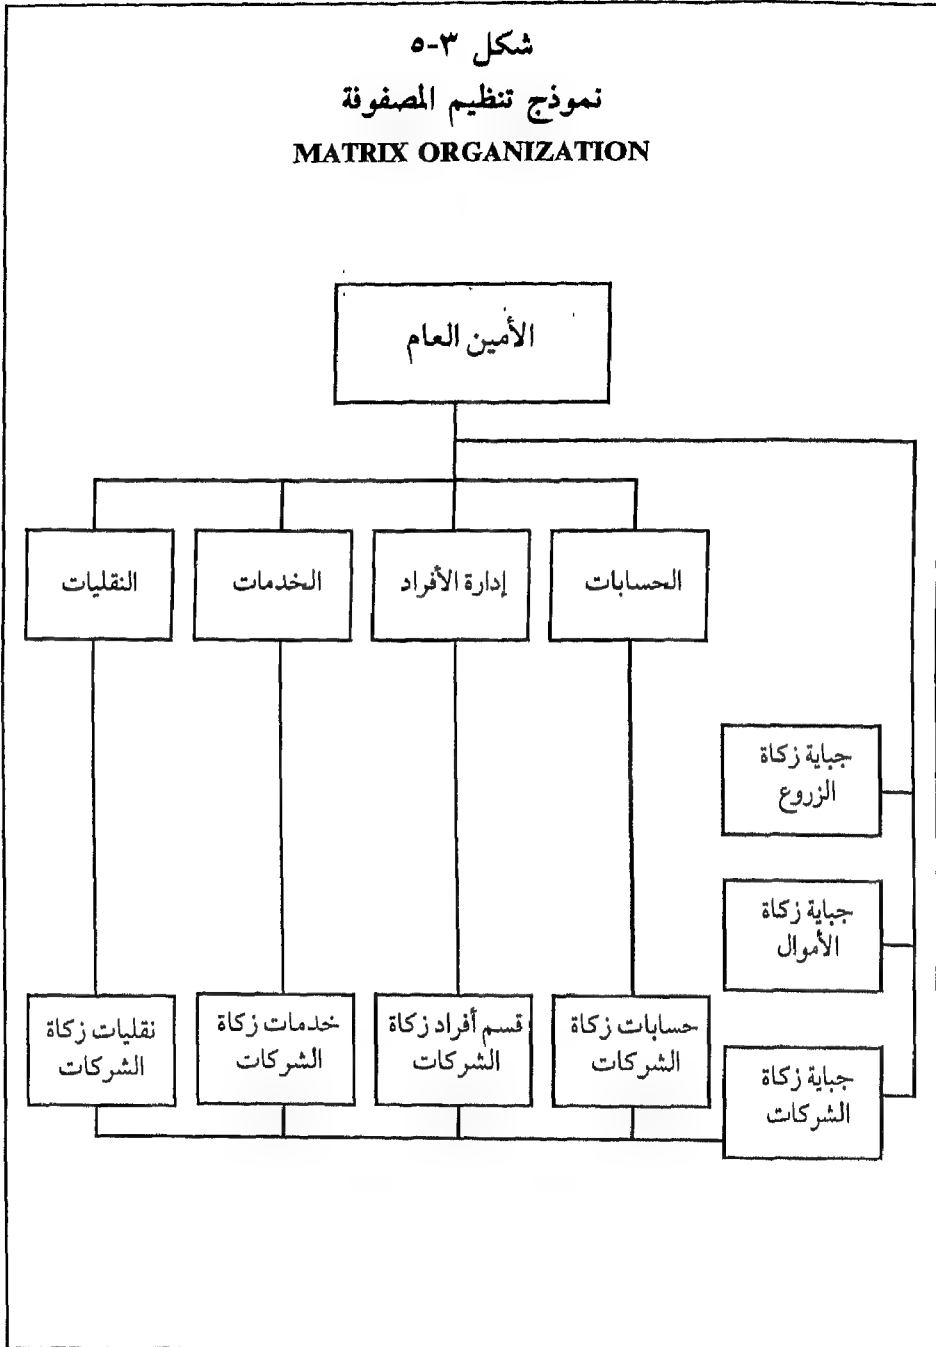 شكل ٣-٥
نموذج تنظيم المصفوفة
MATRIX ORGANIZATION
الأمين العام
الحسابات
إدارة الأفراد
الخدمات
النقليات
جباية زكاة
الزروع
جباية زكاة
الأموال
جباية زكاة
الشركات
حسابات زكاة
الشركات
قسم أفراد زكاة
الشركات
خدمات زكاة
الشركات
نقليات زكاة
الشركات